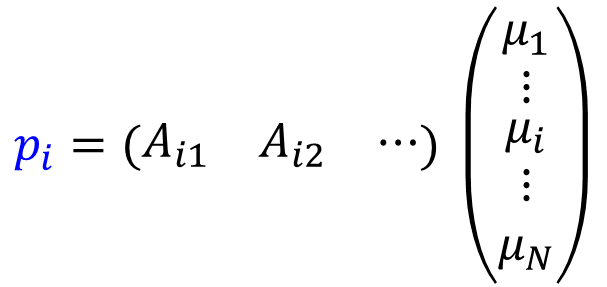 p_i = (A_{i1} A_{i2} ⋯) (μ_1 ⋮ μ_i ⋮ μ_N)